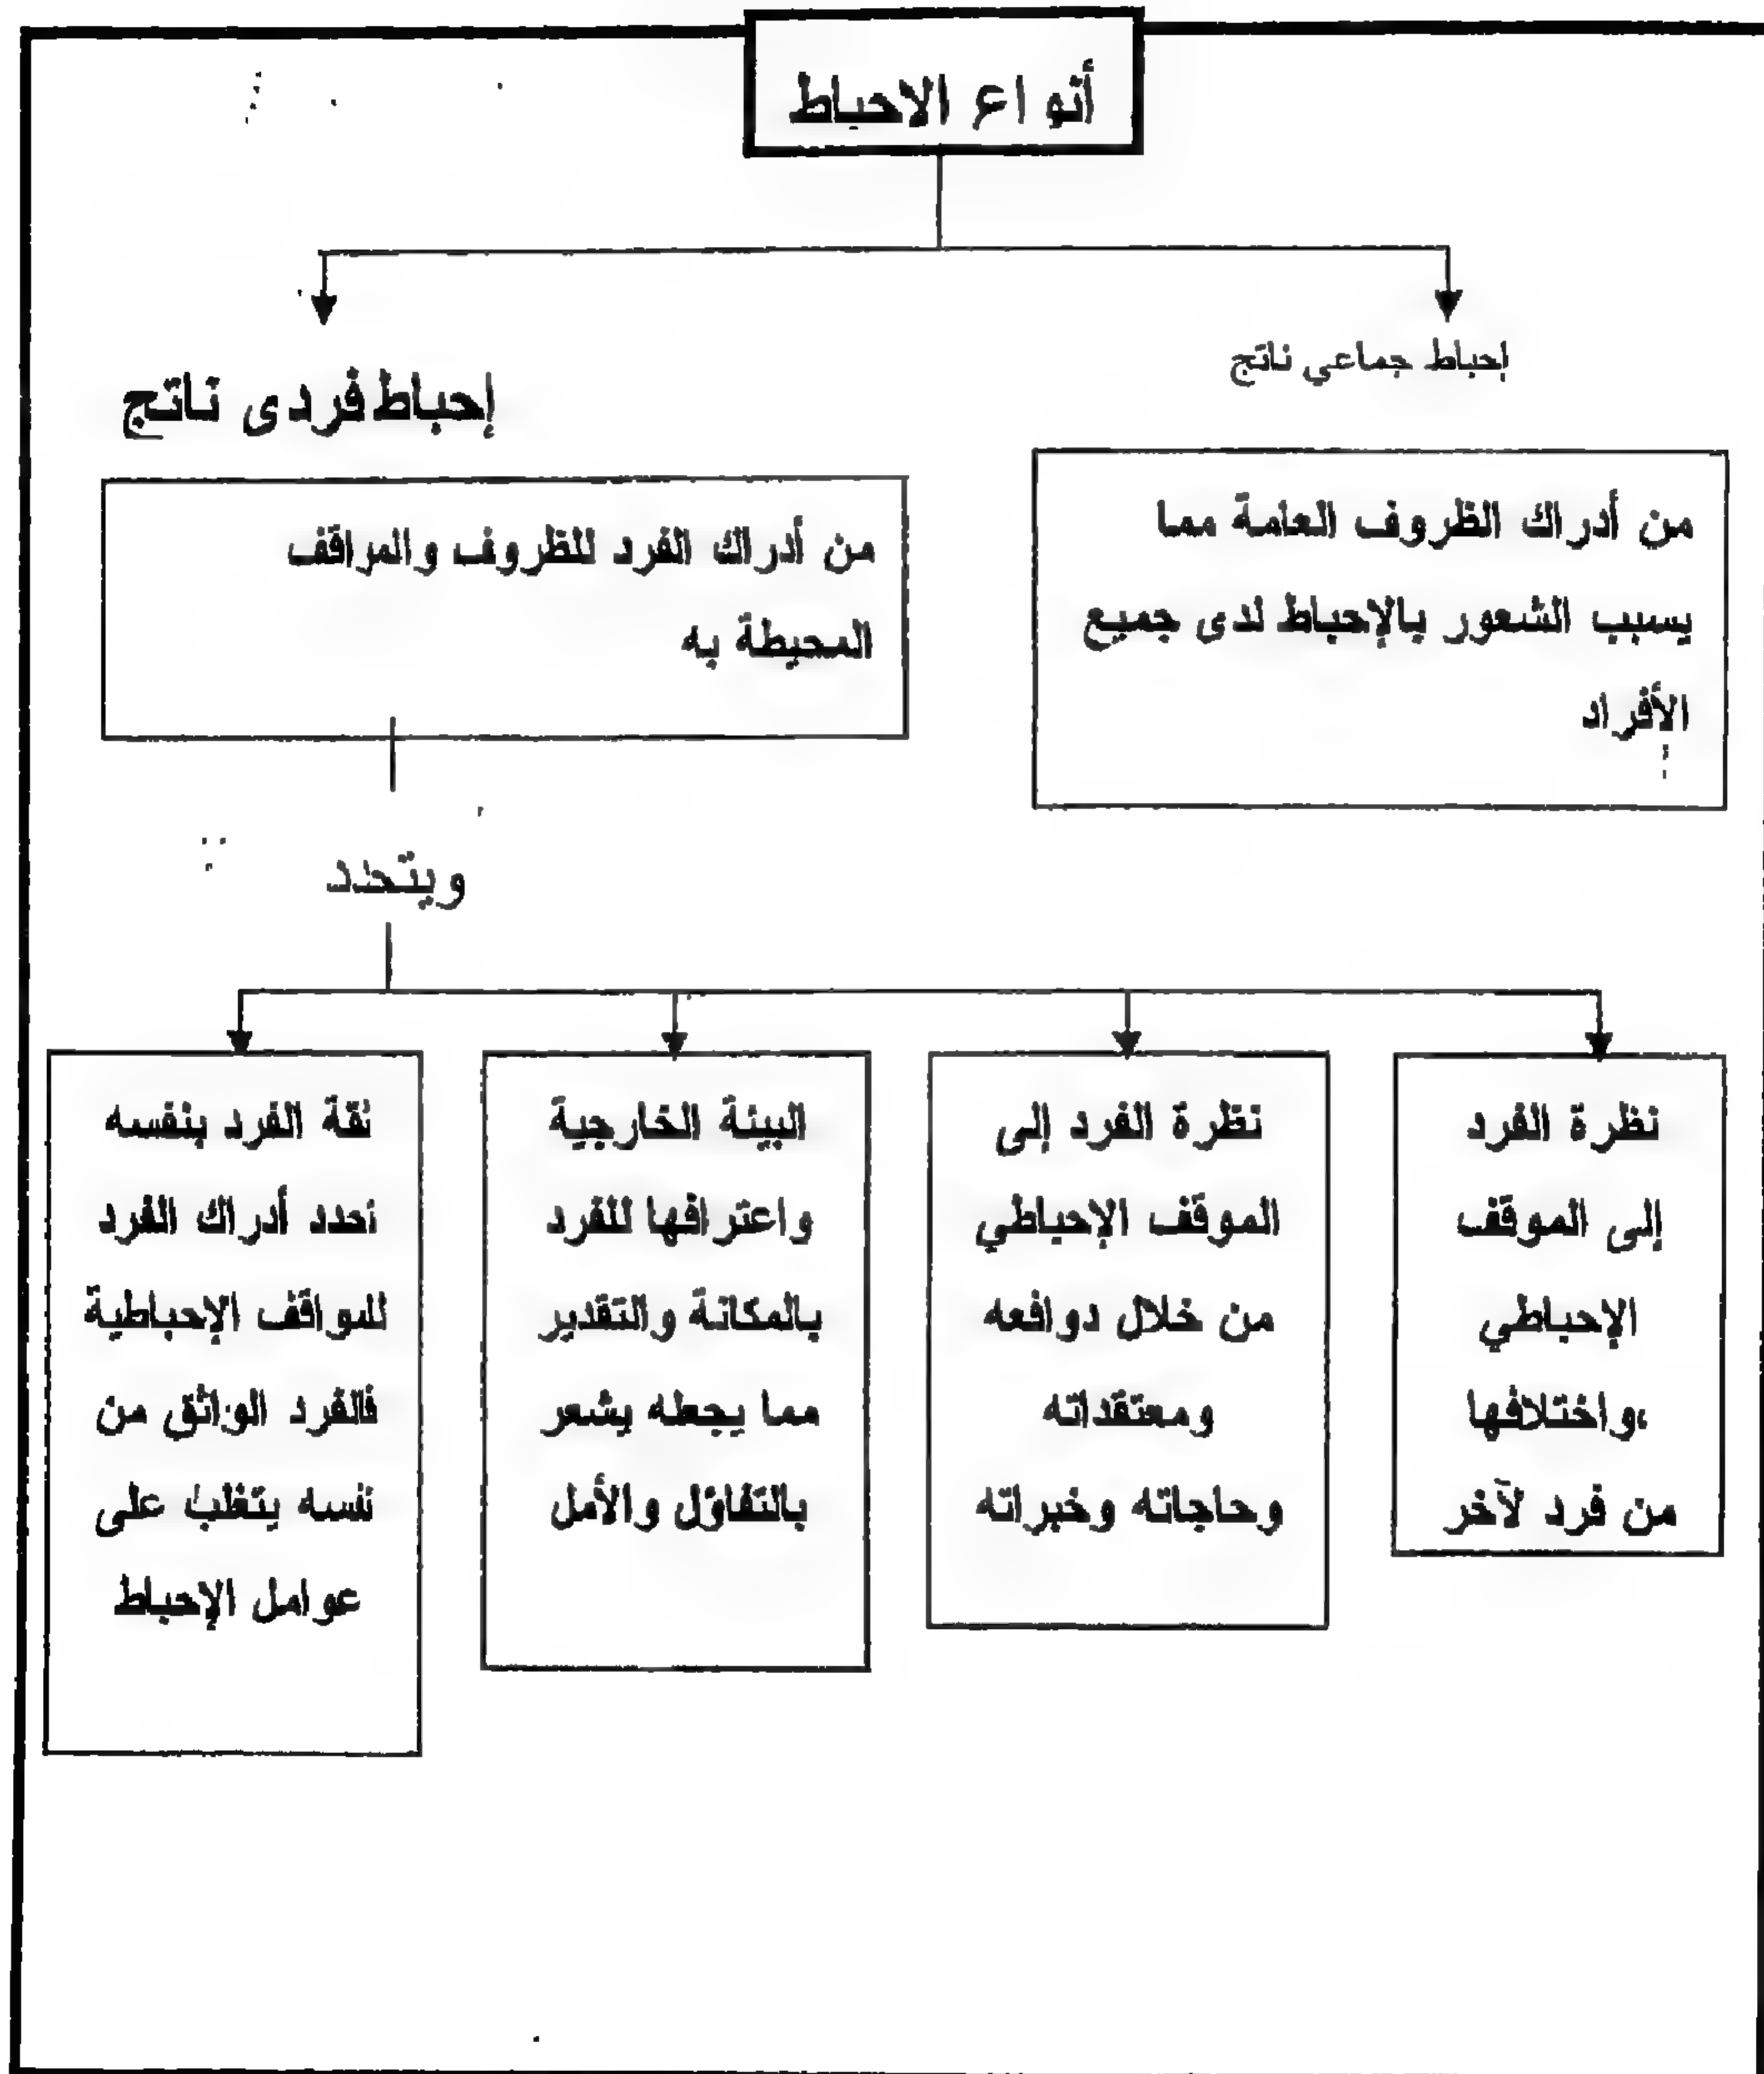 أنواع الاحباط
إحباط جماعي ناتج
من أدراك الظروف العامة مما
يسبب الشعور بالإحباط لدى جميع
الأفراد
إحباط فردى ناتج
من أدراك الفرد للظروف والمراقف
المحيطة به
ويتحدد
نظرة الفرد
إلى الموقف
الإحباطي
،واختلافها
من فرد لآخر
نظرة الفرد إلى
الموقف الإحباطي
من خلال دوافعه
ومعتقداته
وحاجاته وخبراته
البيئة الخارجية
واعترافها للفرد
بالمكانة والتقدير
مما يجعله يشعر
بالتفاؤل والأمل
ثقة الفرد بنفسه
تحدد أدراك الفرد
للمواقف الإحباطية
فالفرد الواثق من
نفسه يتغلب على
عوامل الإحباط